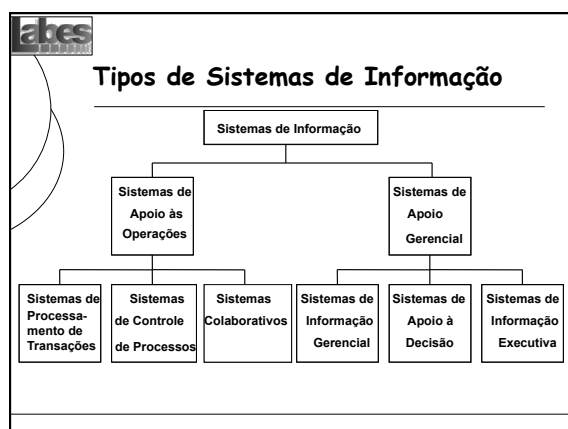 Labes
Tipos de Sistemas de Informação
Sistemas de Informação
Sistemas de
Apoio às
Operações
Sistemas de
Apoio
Gerencial
Sistemas de
Processa-
mento de
Transações
Sistemas
de Controle
de Processos
Sistemas
Colaborativos
Sistemas de
Informação
Gerencial
Sistemas de
Apoio à
Decisão
Sistemas de
Informação
Executiva